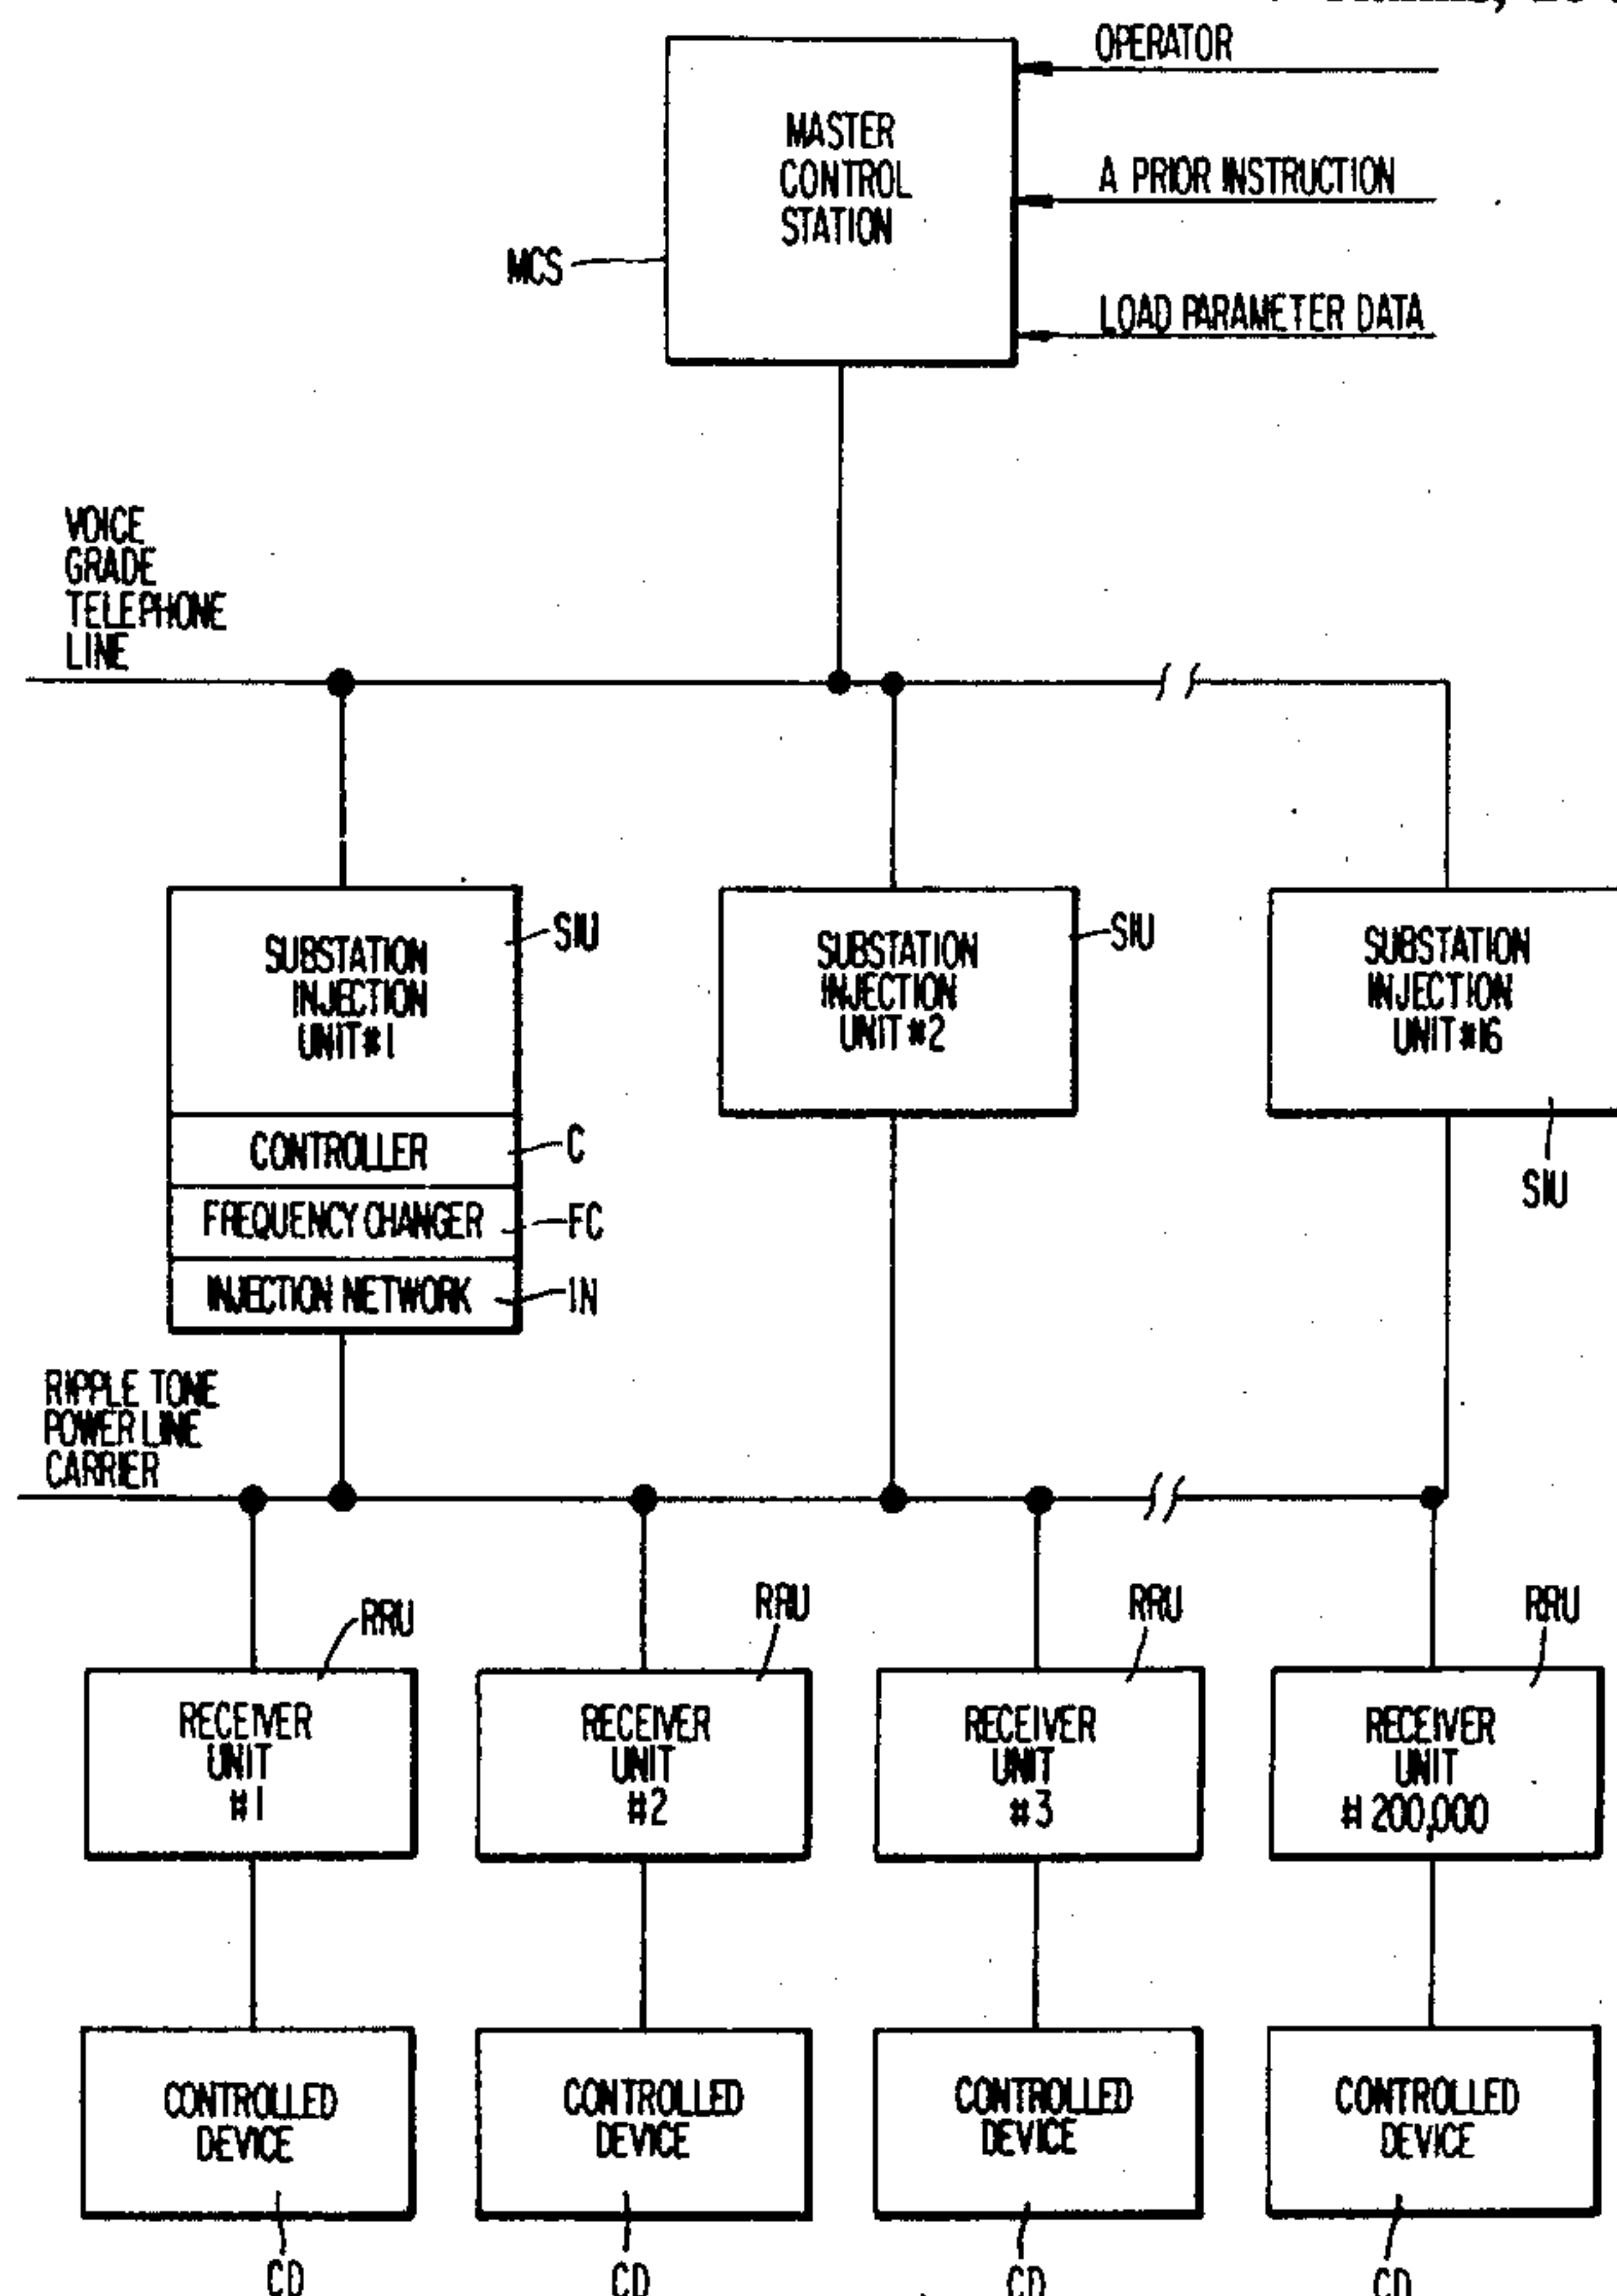 OPERATOR
MASTER
CONTROL
STATION
A PRIOR INSTRUCTION
MCS
LOAD PARAMETER DATA
VOICE
GRADE
TELEPHONE
LINE
SUBSTATION
INJECTION
UNIT #1
SIU
SUBSTATION
INJECTION
UNIT #2
SIU
SUBSTATION
INJECTION
UNIT #16
SIU
CONTROLLER
C
FREQUENCY CHANGER
FC
INJECTION NETWORK
IN
RIPPLE TONE
POWER LINE
CARRIER
RRU
RRU
RRU
RRU
RECEIVER
UNIT
#1
RECEIVER
UNIT
#2
RECEIVER
UNIT
#3
RECEIVER
UNIT
#200,000
CONTROLLED
DEVICE
CONTROLLED
DEVICE
CONTROLLED
DEVICE
CONTROLLED
DEVICE
CD
CD
CD
CD